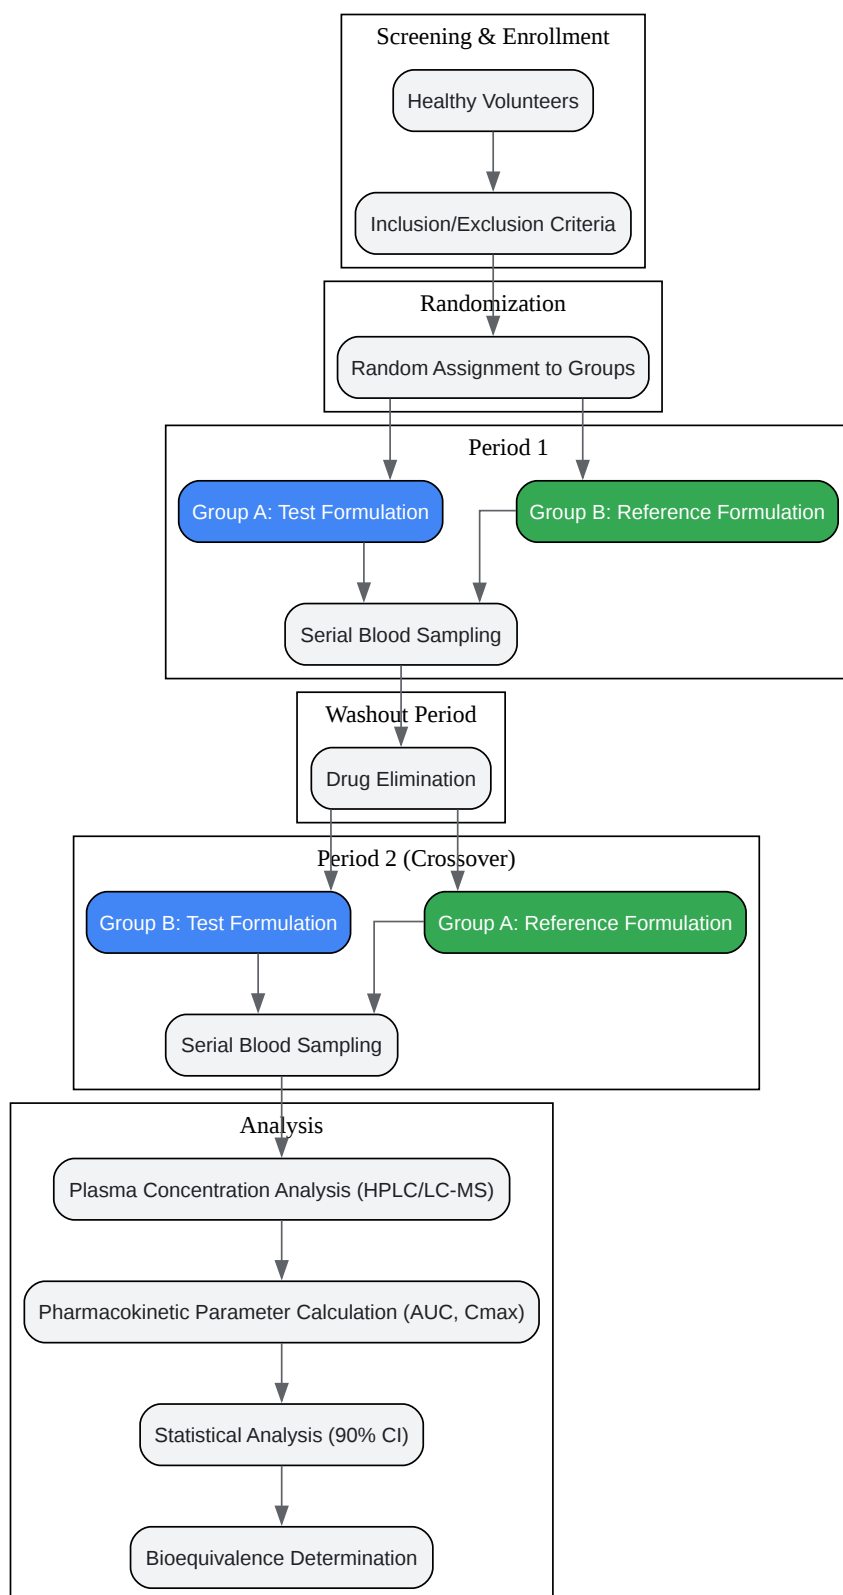 Screening & Enrollment
Healthy Volunteers
Inclusion/Exclusion Criteria
Randomization
Random Assignment to Groups
Period 1
Group A: Test Formulation
Group B: Reference Formulation
Serial Blood Sampling
Washout Period
Drug Elimination
Period 2 (Crossover)
Group B: Test Formulation
Group A: Reference Formulation
Serial Blood Sampling
Analysis
Plasma Concentration Analysis (HPLC/LC-MS)
Pharmacokinetic Parameter Calculation (AUC, Cmax)
Statistical Analysis (90% CI)
Bioequivalence Determination